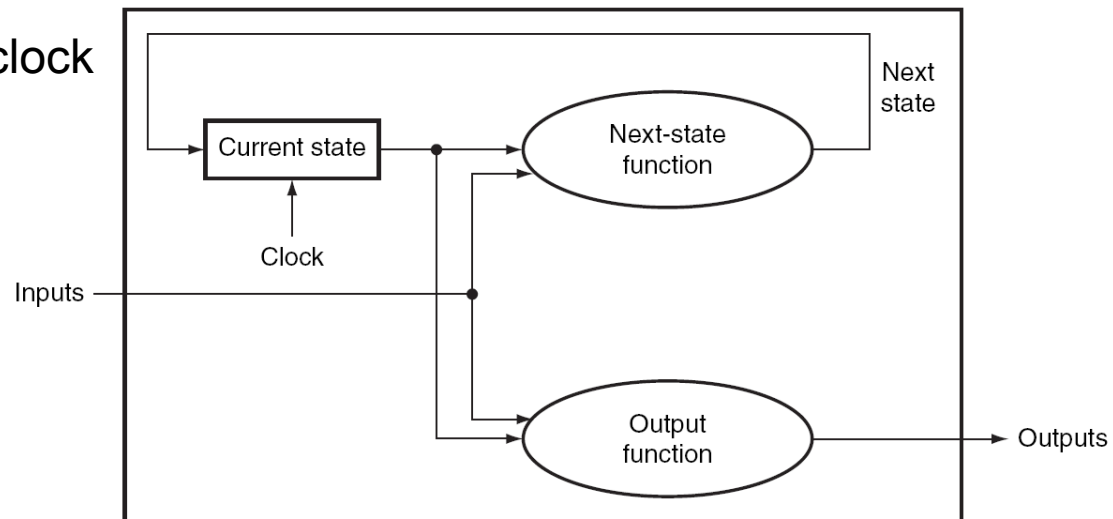 clock
Next
state
Current state
Next-state
function
Clock
Inputs
Output
function
Outputs